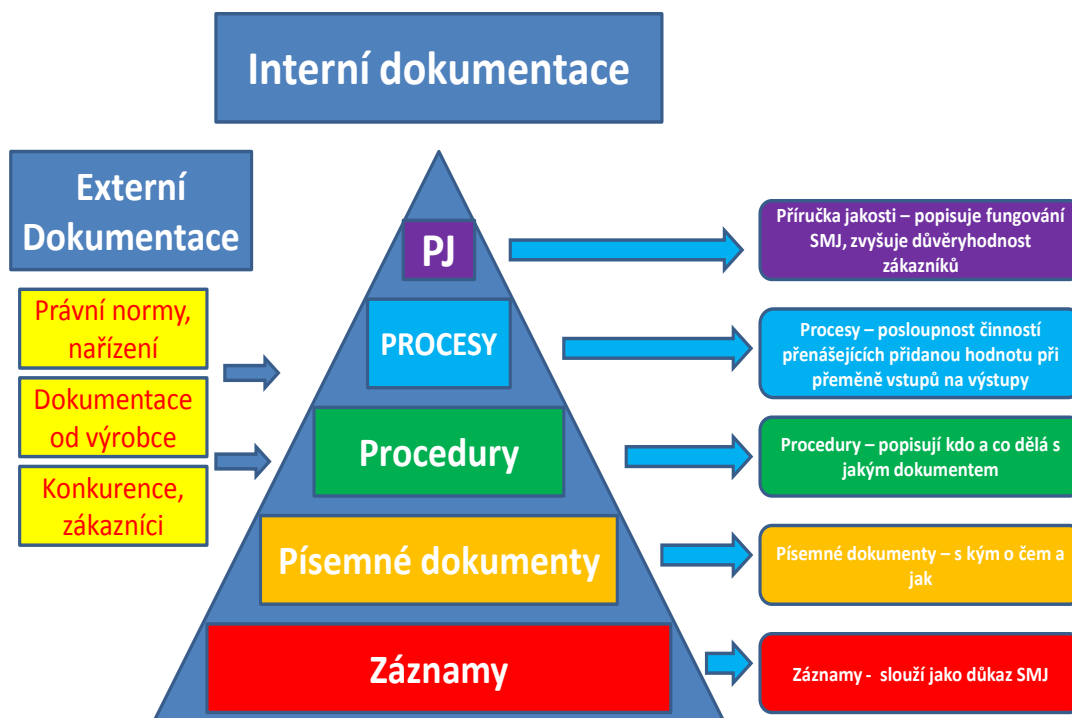 Interní dokumentace
Externí
Dokumentace
Právní normy,
nařízení
Dokumentace
od výrobce
Konkurence,
zákazníci
PJ
PROCESY
Procedury
Písemné dokumenty
Záznamy
Příručka jakosti – popisuje fungování
SMJ, zvyšuje důvěryhodnost
zákazníků
Procesy – posloupnost činností
přenášejících přidanou hodnotu při
přeměně vstupů na výstupy
Procedury – popisují kdo a co dělá s
jakým dokumentem
Písemné dokumenty – s kým o čem a
jak
Záznamy - slouží jako důkaz SMJ